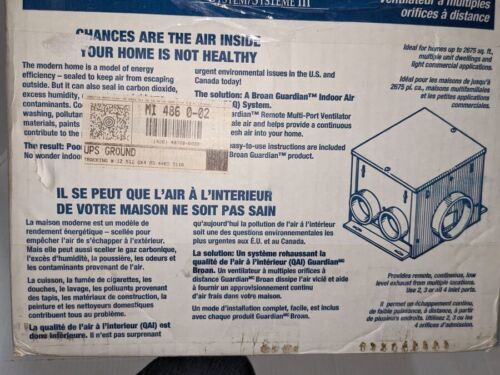 SYSTEM/SYSTÈME III
Ventilateur à multiples
orifices à distance
CHANCES ARE THE AIR INSIDE
YOUR HOME IS NOT HEALTHY
The modern home is a model of energy
efficiency – sealed to keep air from escaping
outside. But it can also seal in carbon dioxide,
excess humidity,
contaminants. Coo
washing, pollutan
materials, paints
contribute to the
The result: Poor
No wonder indoor
urgent environmental issues in the U.S. and
Canada today!
The solution: A Broan Guardian™ Indoor Air
System.
Guardian™ Remote Multi-Port Ventilator
stale air and helps provide a continuous
fresh air into your home.
easy-to-use instructions are included
Broan Guardian™ product.
MI 486 0-02
UPS GROUND
Ideal for homes up to 2675 sq. ft.,
multiple unit dwellings and
light commercial applications.
Idéal pour les maisons de jusqu'à
2675 pi. ca., maisons multifamiliales
et les petites applications
commerciales.
IL SE PEUT QUE L'AIR À L'INTERIEUR
DE VOTRE MAISON NE SOIT PAS SAIN
La maison moderne est un modèle de
rendement énergétique – scellée pour
empêcher l'air de s'échapper à l'extérieur.
Mais elle peut aussi sceller le gaz carbonique,
l'excès d'humidité, la poussière, les odeurs et
les contaminants provenant de l'air.
La cuisson, la fumée de cigarettes, les
douches, le lavage, les polluants provenant
des tapis, les matériaux de construction, la
peinture et les nettoyants domestiques
contribuent tous au problème.
La qualité de l'air à l'interieur (QAI) est
donc inférieure. Il n'est pas surprenant
qu'aujourd'hui la pollution de l'air à l'intérieur
soit une des questions environnementales les
plus urgentes aux É.U. et au Canada.
La solution: Un système rehaussant la
qualité de l'air à l'intérieur (QAI) Guardian
Broan. Un ventilateur à multiples orifices à
distance Guardian Broan dissipe l'air vicié et aide
à fournir un approvisionnement continu
d'air frais dans votre maison.
Un mode d'installation complet, facile, est inclus
avec chaque produit Guardian Broan.
Provides remote, continuous, low
level exhaust from multiple locations.
Use 2, 3 or all 4 inlet ports.
Il permet un échappement continu,
de faible puissance, à distance, à partir
de plusieurs endroits. Utilisez 2, 3 ou les
4 orifices d'admission.